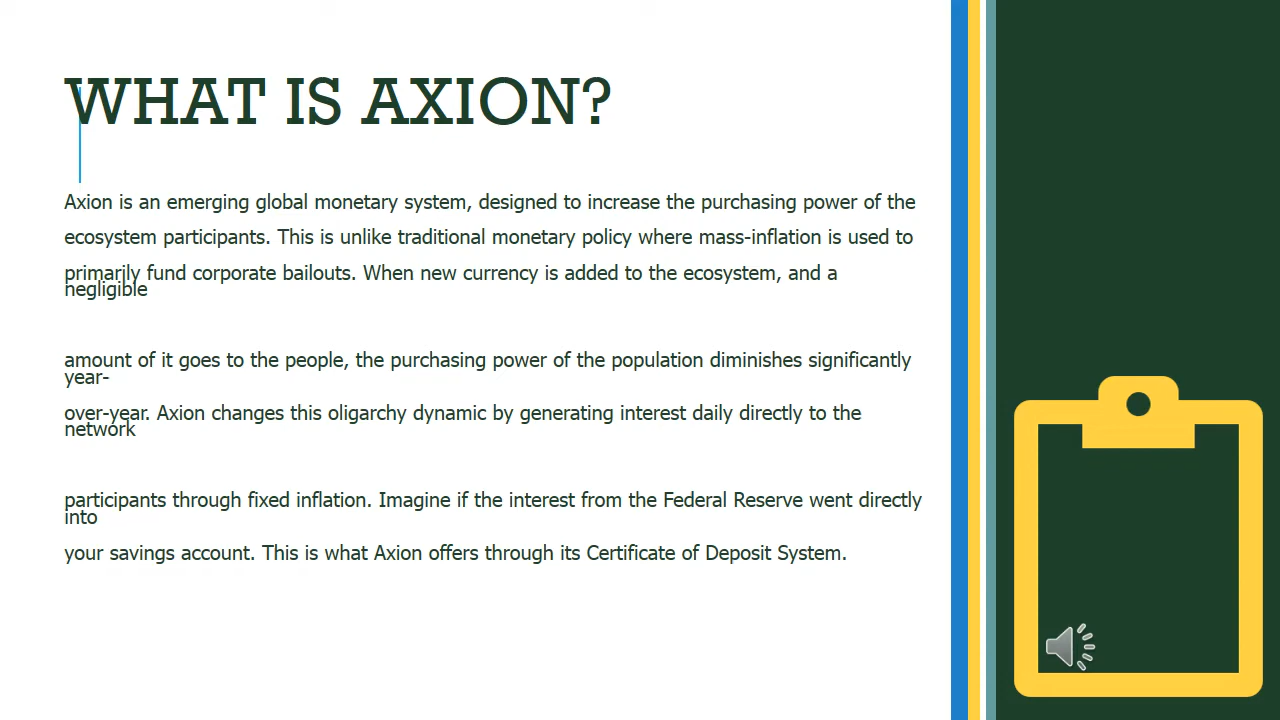 WHAT IS AXION?
Axion is an emerging global monetary system, designed to increase the purchasing power of the
ecosystem participants. This is unlike traditional monetary policy where mass-inflation is used to
primarily fund corporate bailouts. When new currency is added to the ecosystem, and a
negligible
amount of it goes to the people, the purchasing power of the population diminishes significantly
year-
over-year. Axion changes this oligarchy dynamic by generating interest daily directly to the
network
participants through fixed inflation. Imagine if the interest from the Federal Reserve went directly
into
your savings account. This is what Axion offers through its Certificate of Deposit System.